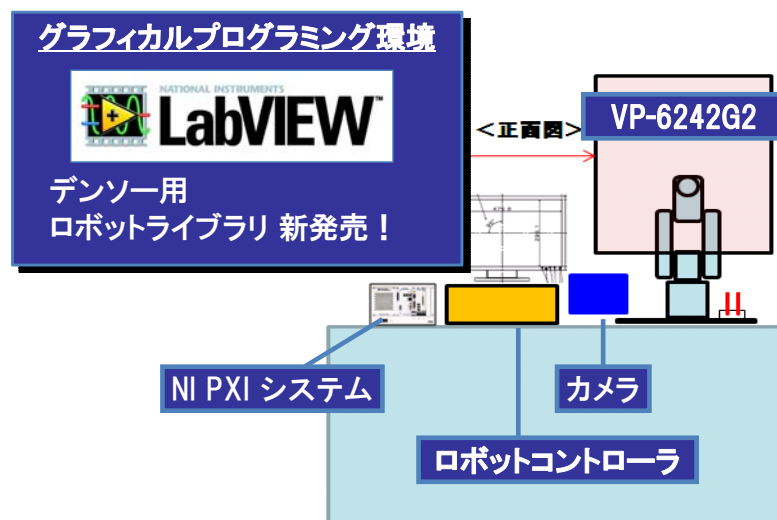 グラフィカルプログラミング環境
NATIONAL INSTRUMENTS
LabVIEW™
デンソー用
ロボットライブラリ 新発売！
＜正面図＞
VP-6242G2
NI PXI システム
カメラ
ロボットコントローラ